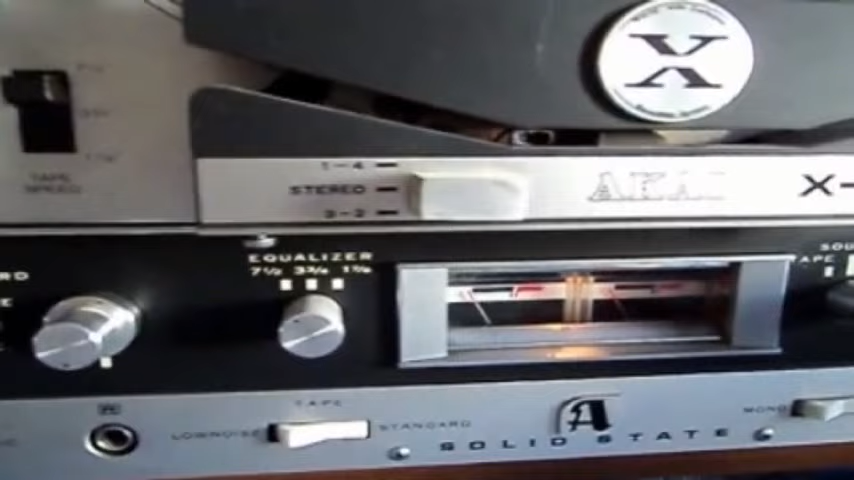 X
TAPE
SPEED
1-4
STEREO
3-2
AKAI
X-
EQUALIZER
7½ 3¾ 1⅞
TAPE
TAPE
LOWNOISE
STANDARD
A
SOLID STATE
MONO
R